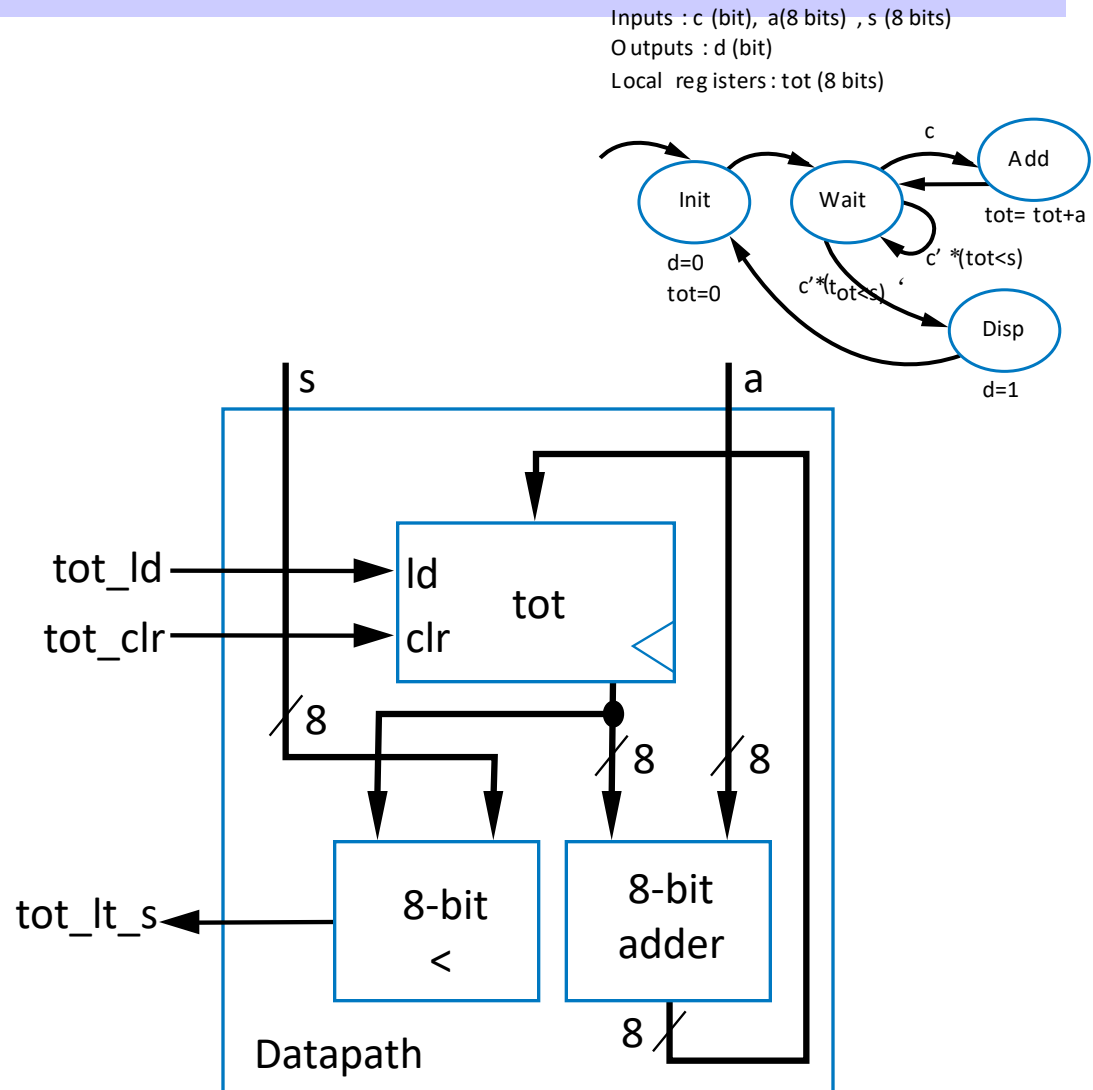 Inputs : c (bit), a(8 bits) , s (8 bits)
Outputs : d (bit)
Local registers: tot (8 bits)
c
Add
Init
Wait
tot= tot+a
d=0
tot=0
c' *(tot<s)
c'*(tot<s) ‘
Disp
d=1
s
a
tot_ld
ld
tot
tot_clr
clr
8
8
8
8-bit
<
8-bit
adder
tot_lt_s
8
Datapath